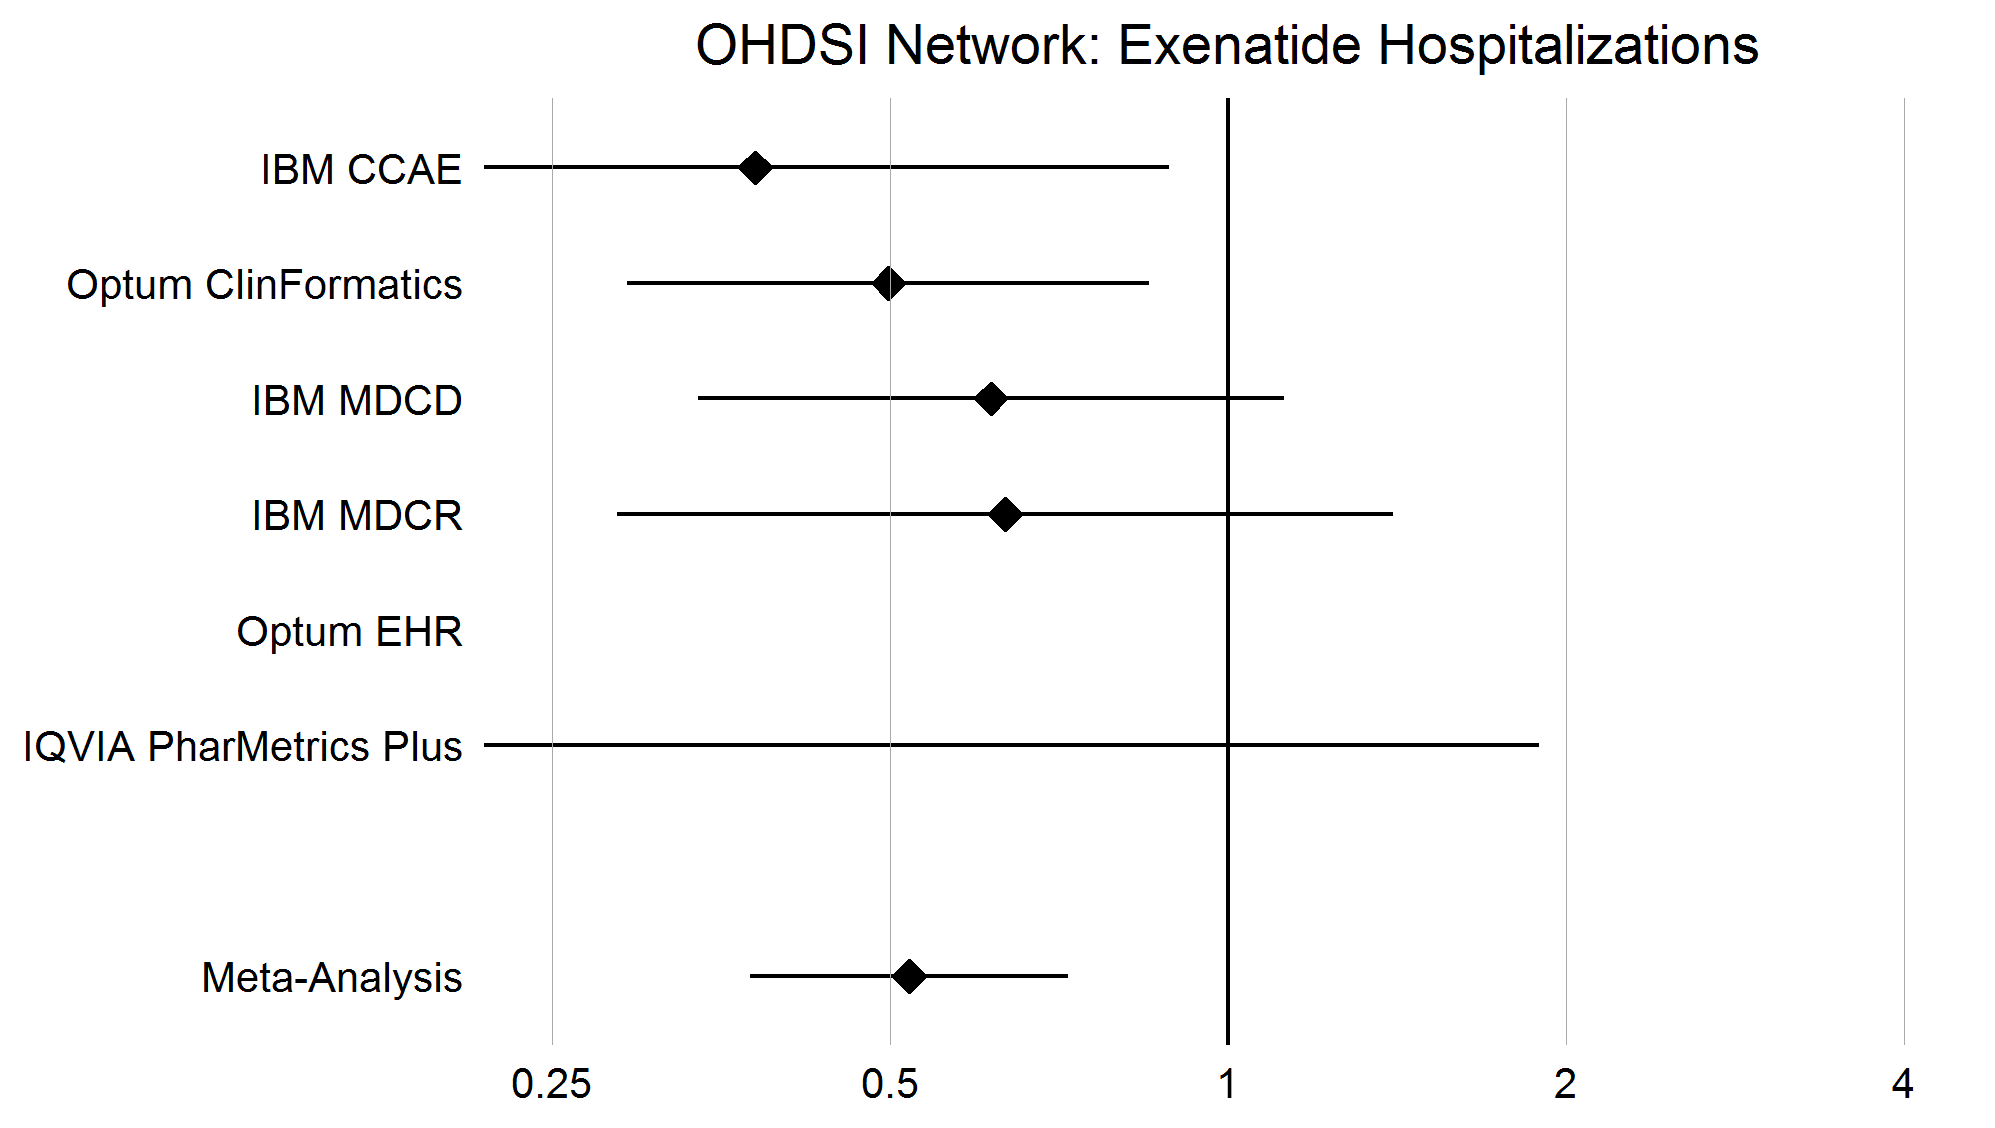 OHDSI Network: Exenatide Hospitalizations
IBM CCAE
Optum ClinFormatics
IBM MDCD
IBM MDCR
Optum EHR
IQVIA PharMetrics Plus
Meta-Analysis
0.25 0.5 1 2 4